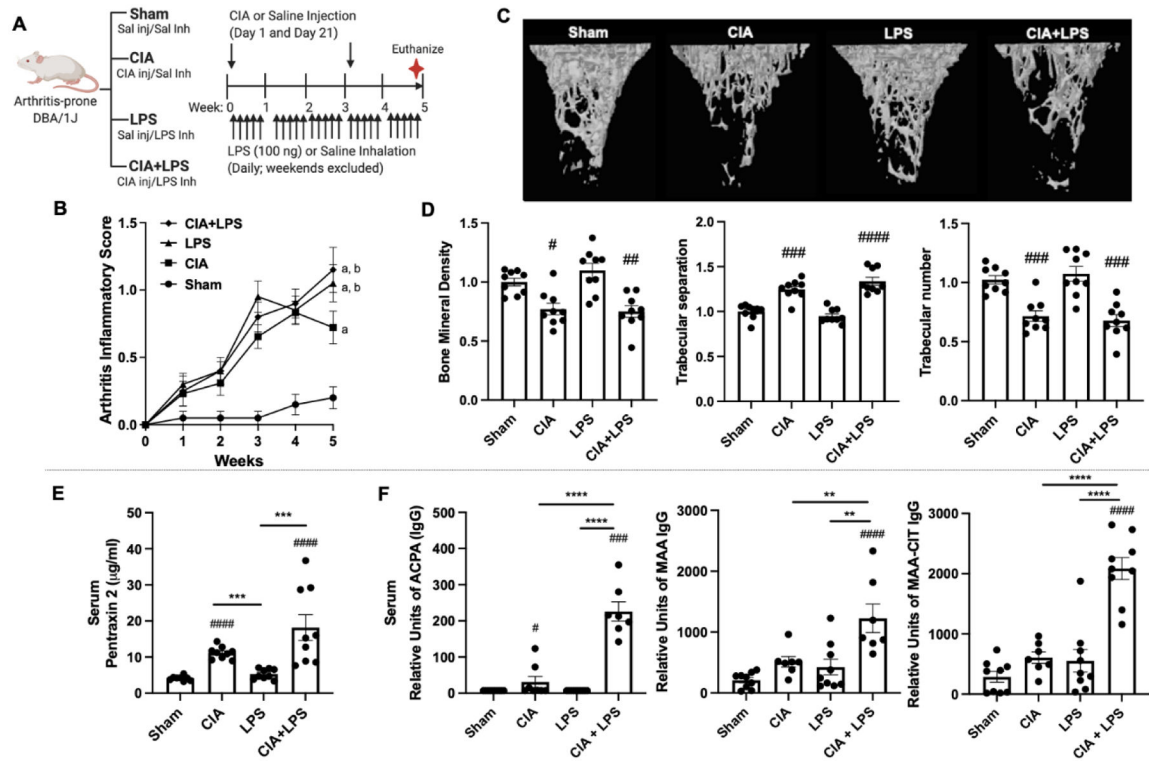 A
Sham
Sal inj/Sal Inh
CIA
CIA inj/Sal Inh
LPS
Sal inj/LPS Inh
CIA+LPS
CIA inj/LPS Inh
Arthritis-prone
DBA/1J
CIA or Saline Injection
(Day 1 and Day 21)
Euthanize
Week: 0 1 2 3 4 5
LPS (100 ng) or Saline Inhalation
(Daily; weekends excluded)
B
Arthritis Inflammatory Score
1.5
1.0
0.5
0.0
0 1 2 3 4 5
Weeks
CIA+LPS
LPS
CIA
Sham
a, b
a, b
a
C
Sham CIA LPS CIA+LPS
D
Bone Mineral Density
1.5
1.0
0.5
0.0
# ##
Sham CIA LPS CIA+LPS
Trabecular separation
2.0
1.5
1.0
0.5
0.0
### ####
Sham CIA LPS CIA+LPS
Trabecular number
1.5
1.0
0.5
0.0
### ###
Sham CIA LPS CIA+LPS
E
Serum
Pentraxin 2 (µg/ml)
50
40
30
20
10
0
***
####
***
####
Sham CIA LPS CIA+LPS
F
Serum
Relative Units of ACPA (IgG)
500
400
300
200
100
0
****
****
###
#
Sham CIA LPS CIA + LPS
Relative Units of MAA IgG
3000
2000
1000
0
**
**
####
Sham CIA LPS CIA + LPS
Relative Units of MAA-CIT IgG
3000
2000
1000
0
****
****
####
Sham CIA LPS CIA + LPS